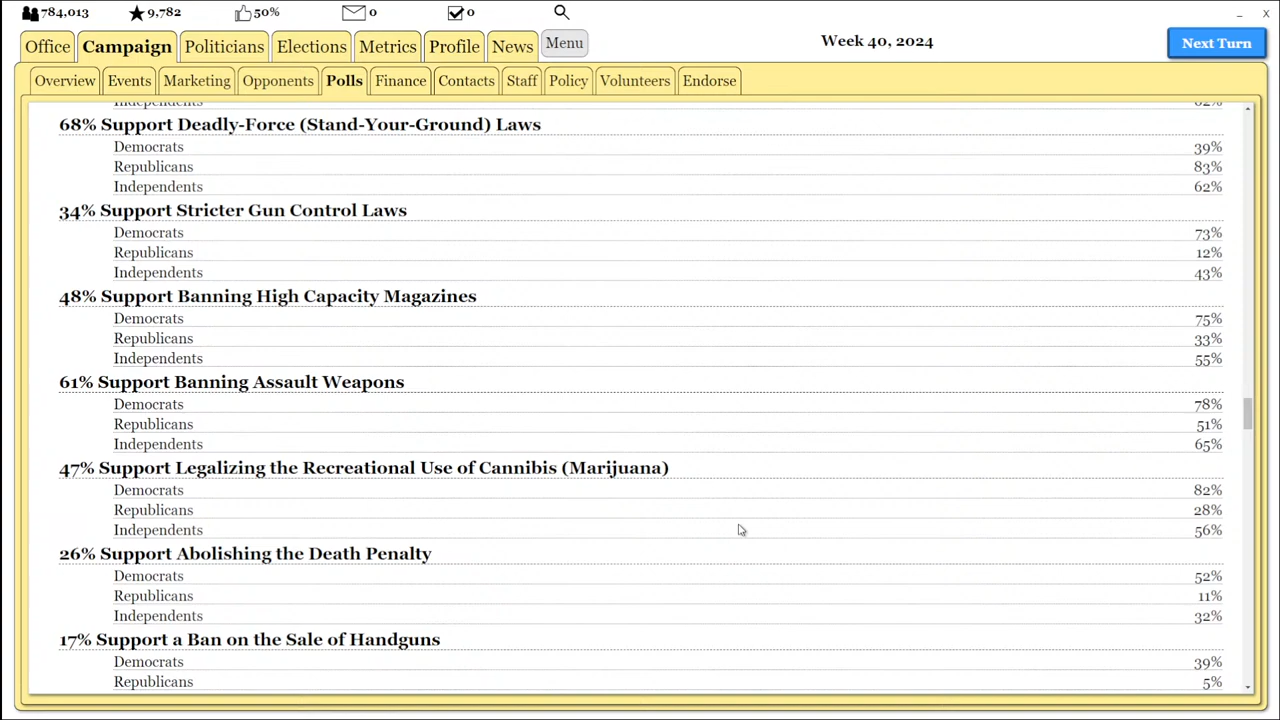 784,013 9,782 50% 0 0
_ X
Office Campaign Politicians Elections Metrics Profile News Menu Week 40, 2024 Next Turn
Overview Events Marketing Opponents Polls Finance Contacts Staff Policy Volunteers Endorse
Independents 62%
68% Support Deadly-Force (Stand-Your-Ground) Laws
Democrats 39%
Republicans 83%
Independents 62%
34% Support Stricter Gun Control Laws
Democrats 73%
Republicans 12%
Independents 43%
48% Support Banning High Capacity Magazines
Democrats 75%
Republicans 33%
Independents 55%
61% Support Banning Assault Weapons
Democrats 78%
Republicans 51%
Independents 65%
47% Support Legalizing the Recreational Use of Cannibis (Marijuana)
Democrats 82%
Republicans 28%
Independents 56%
26% Support Abolishing the Death Penalty
Democrats 52%
Republicans 11%
Independents 32%
17% Support a Ban on the Sale of Handguns
Democrats 39%
Republicans 5%